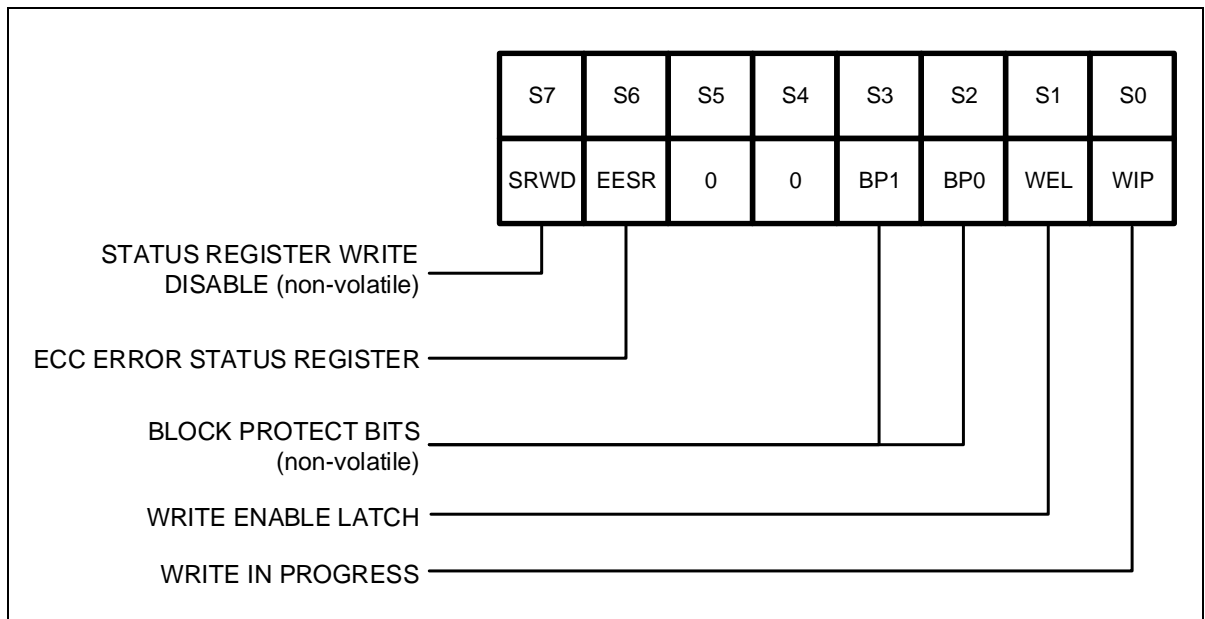 S7 S6 S5 S4 S3 S2 S1 S0
SRWD EESR 0 0 BP1 BP0 WEL WIP
STATUS REGISTER WRITE
DISABLE (non-volatile)
ECC ERROR STATUS REGISTER
BLOCK PROTECT BITS
(non-volatile)
WRITE ENABLE LATCH
WRITE IN PROGRESS